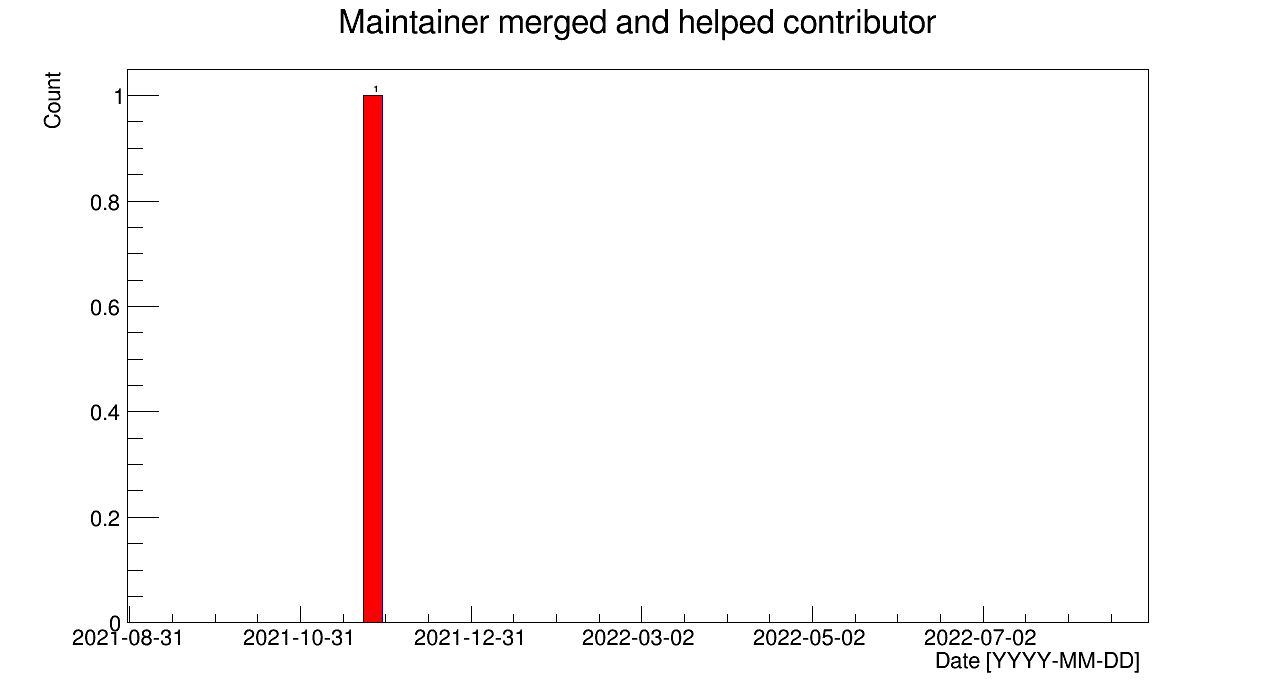 Maintainer merged and helped contributor
Count
1
1
0.8
0.6
0.4
0.2
0
2021-08-31 2021-10-31 2021-12-31 2022-03-02 2022-05-02 2022-07-02
Date [YYYY-MM-DD]